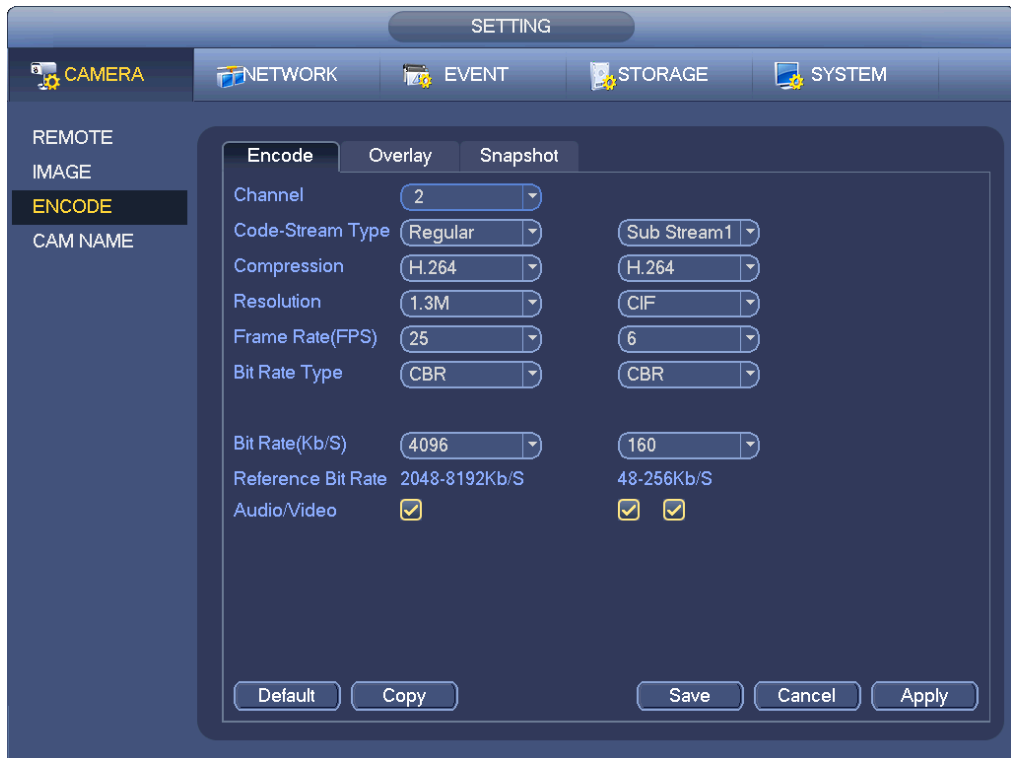 SETTING
CAMERA NETWORK EVENT STORAGE SYSTEM
REMOTE
IMAGE
ENCODE
CAM NAME
Encode Overlay Snapshot
Channel 2
Code-Stream Type Regular Sub Stream1
Compression H.264 H.264
Resolution 1.3M CIF
Frame Rate(FPS) 25 6
Bit Rate Type CBR CBR
Bit Rate(Kb/S) 4096 160
Reference Bit Rate 2048-8192Kb/S 48-256Kb/S
Audio/Video
Default Copy Save Cancel Apply